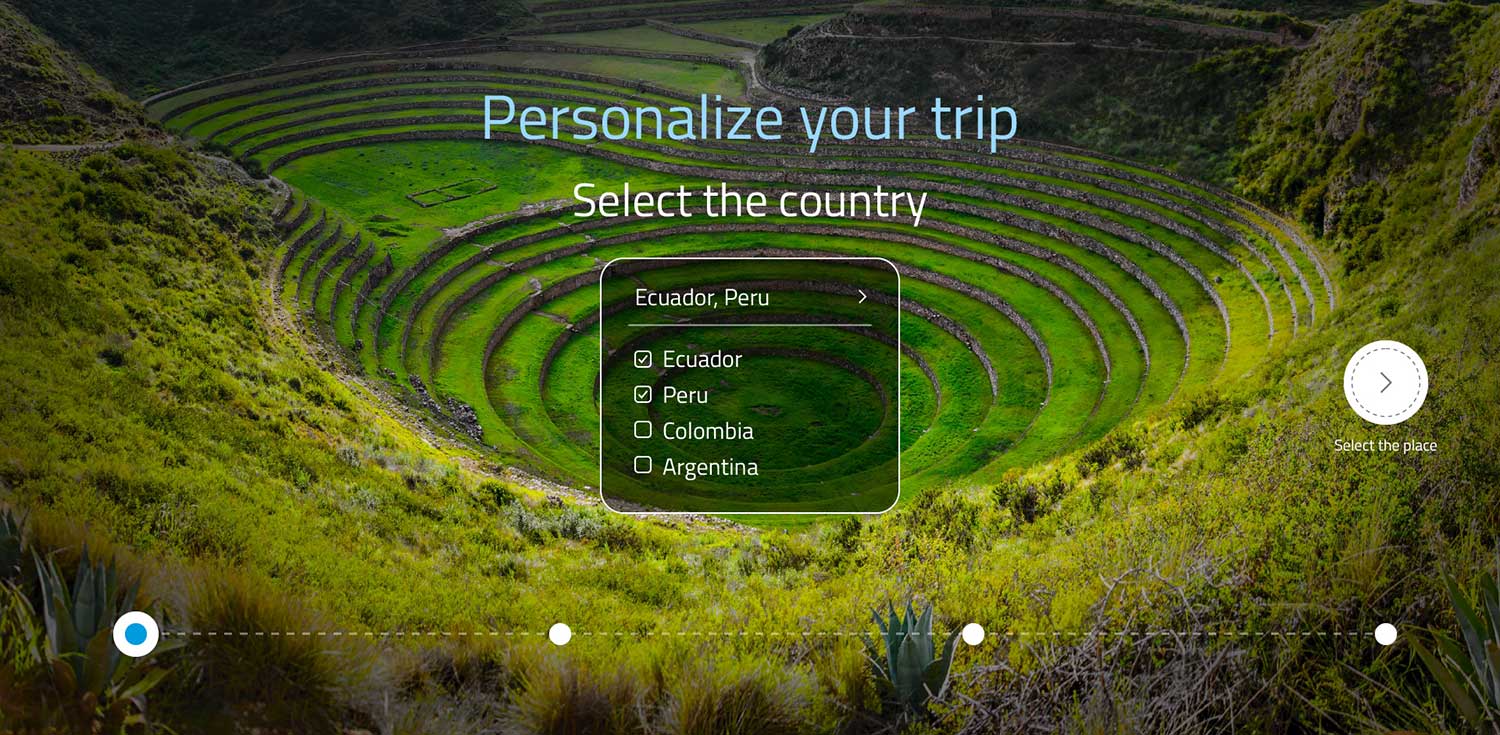 Personalize your trip
Select the country
Ecuador, Peru
Ecuador
Peru
Colombia
Argentina
Select the place